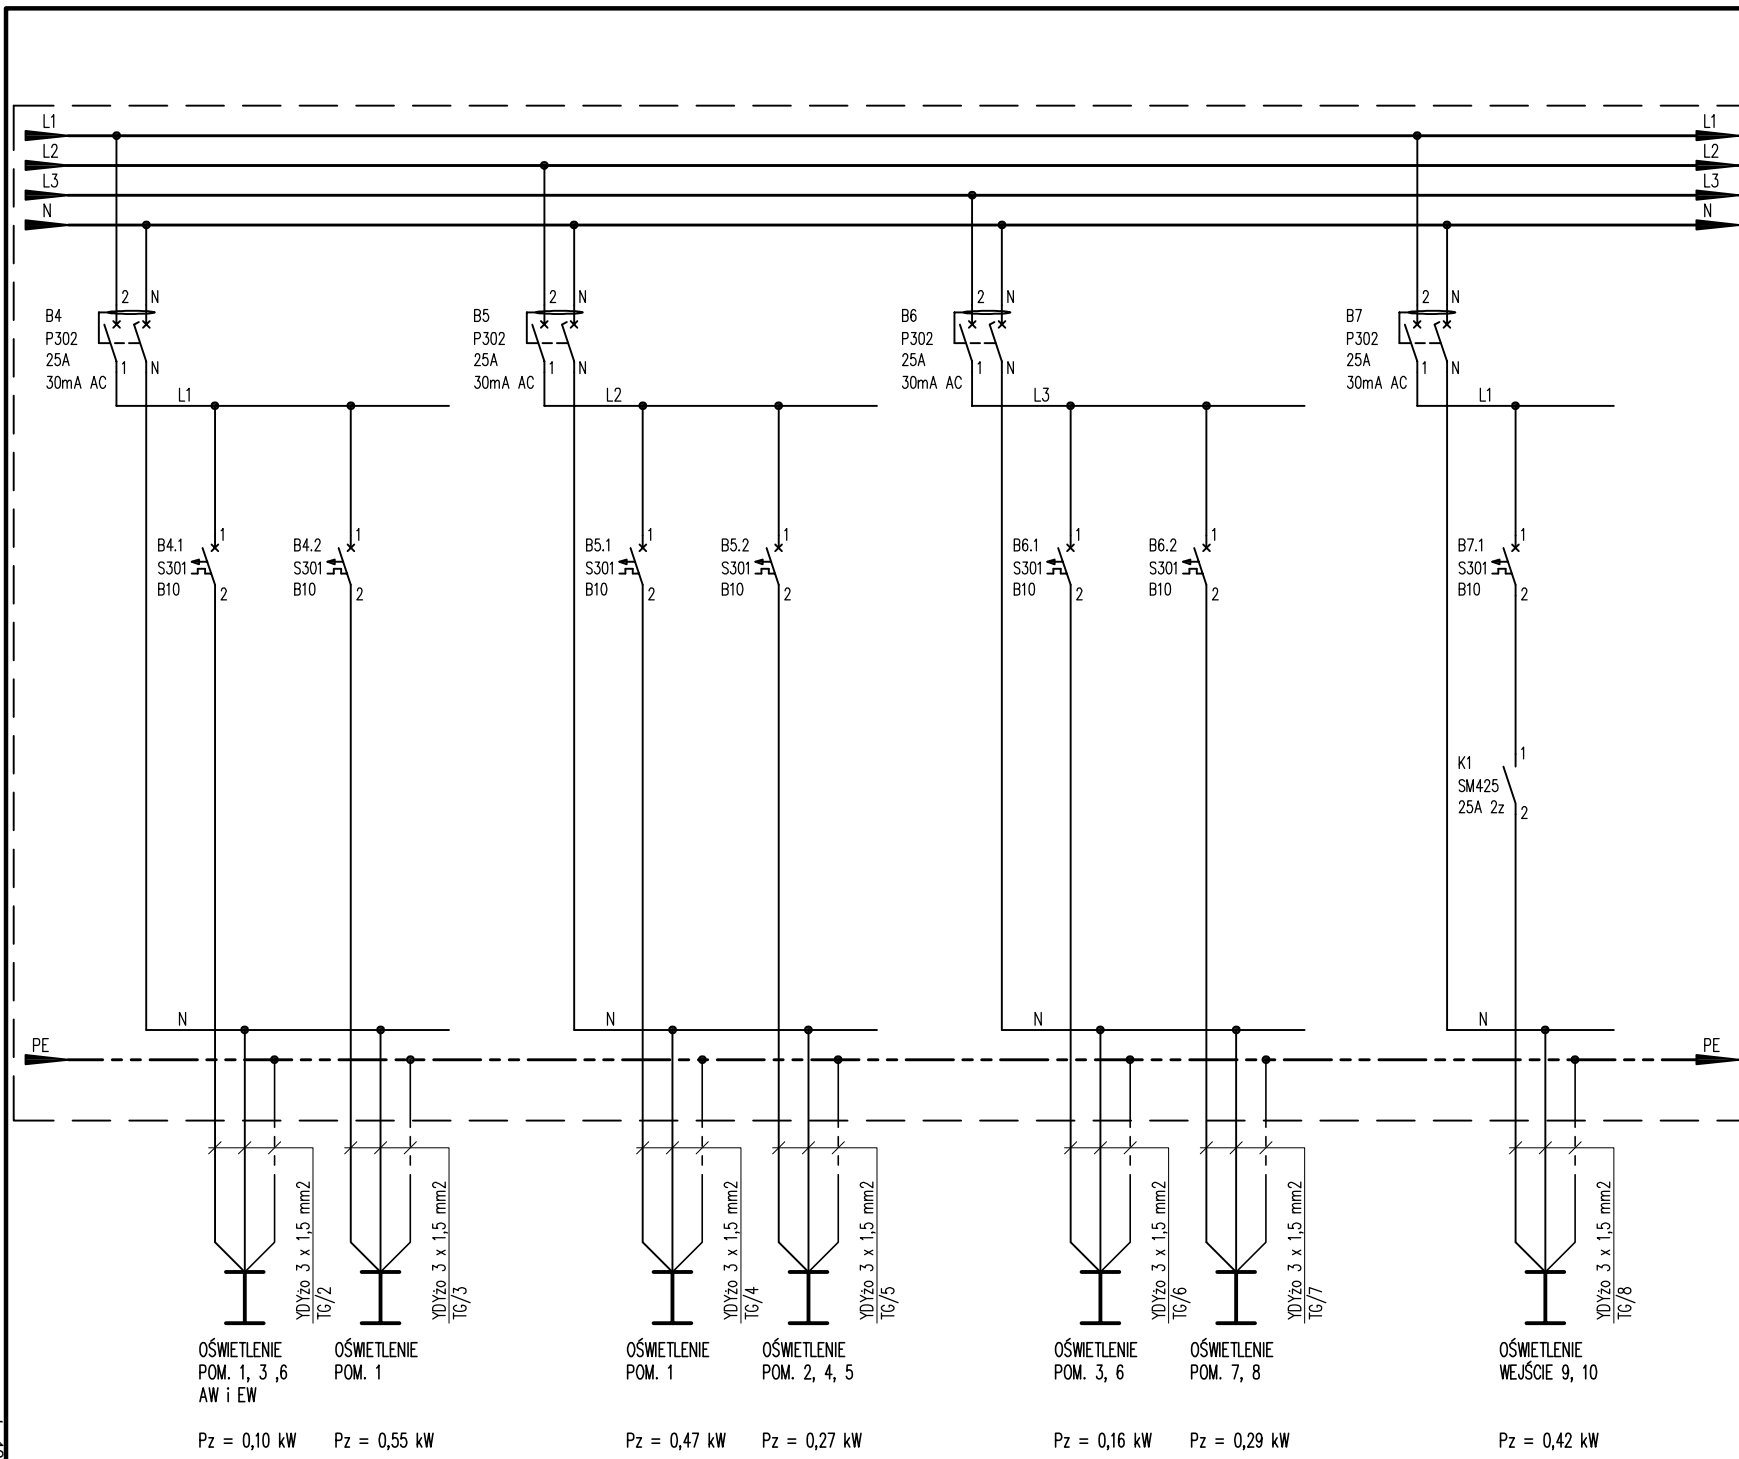 L1
L1
L2
L2
L3
L3
N
N
2 N
B4
P302
25A
30mA AC
1 N
L1
2 N
B5
P302
25A
30mA AC
1 N
L2
2 N
B6
P302
25A
30mA AC
1 N
L3
2 N
B7
P302
25A
30mA AC
1 N
L1
1
B4.1
S301
B10
2
1
B4.2
S301
B10
2
1
B5.1
S301
B10
2
1
B5.2
S301
B10
2
1
B6.1
S301
B10
2
1
B6.2
S301
B10
2
1
B7.1
S301
B10
2
1
K1
SM425
25A 2z
2
N
N
N
N
PE
PE
YDYżo 3 x 1,5 mm2
TG/2
YDYżo 3 x 1,5 mm2
TG/3
YDYżo 3 x 1,5 mm2
TG/4
YDYżo 3 x 1,5 mm2
TG/5
YDYżo 3 x 1,5 mm2
TG/6
YDYżo 3 x 1,5 mm2
TG/7
YDYżo 3 x 1,5 mm2
TG/8
OŚWIETLENIE
POM. 1, 3 ,6
AW i EW
Pz = 0,10 kW
OŚWIETLENIE
POM. 1
Pz = 0,55 kW
OŚWIETLENIE
POM. 1
Pz = 0,47 kW
OŚWIETLENIE
POM. 2, 4, 5
Pz = 0,27 kW
OŚWIETLENIE
POM. 3, 6
Pz = 0,16 kW
OŚWIETLENIE
POM. 7, 8
Pz = 0,29 kW
OŚWIETLENIE
WEJŚCIE 9, 10
Pz = 0,42 kW